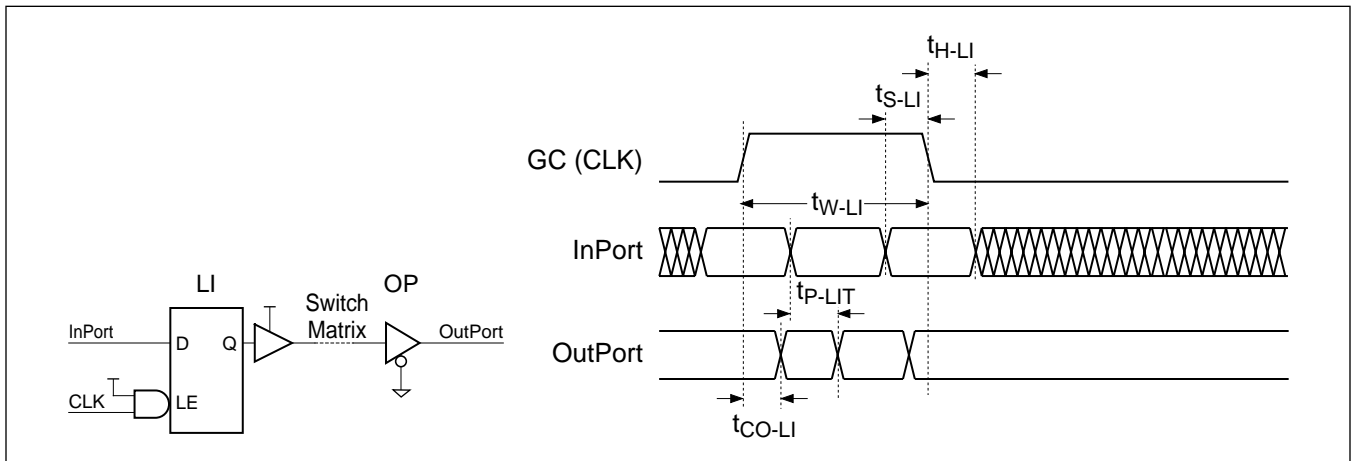 LI
InPort
D
Q
CLK
LE
Switch
Matrix
OP
OutPort
tH-LI
tS-LI
GC (CLK)
tW-LI
InPort
tP-LIT
OutPort
tCO-LI